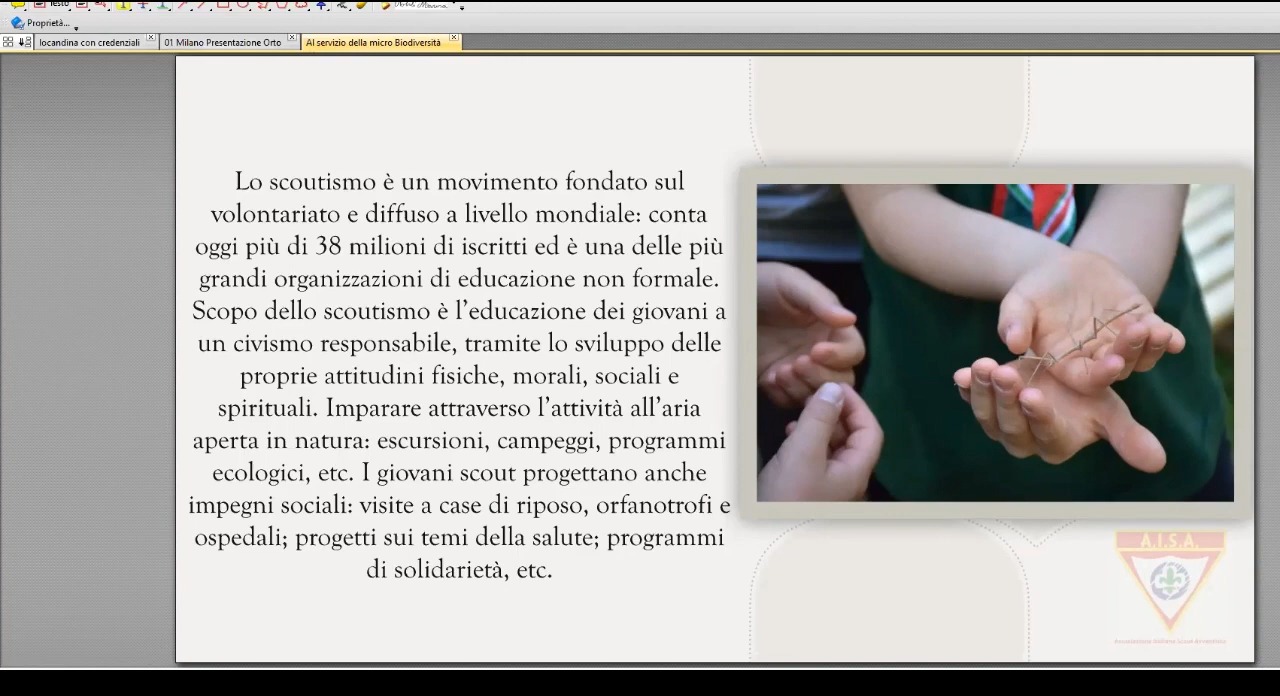 Testo
Proprietà...
locandina con credenziali
01 Milano Presentazione Orto
Al servizio della micro Biodiversità
Lo scoutismo è un movimento fondato sul
volontariato e diffuso a livello mondiale: conta
oggi più di 38 milioni di iscritti ed è una delle più
grandi organizzazioni di educazione non formale.
Scopo dello scoutismo è l'educazione dei giovani a
un civismo responsabile, tramite lo sviluppo delle
proprie attitudini fisiche, morali, sociali e
spirituali. Imparare attraverso l'attività all'aria
aperta in natura: escursioni, campeggi, programmi
ecologici, etc. I giovani scout progettano anche
impegni sociali: visite a case di riposo, orfanotrofi e
ospedali; progetti sui temi della salute; programmi
di solidarietà, etc.
A.I.S.A.